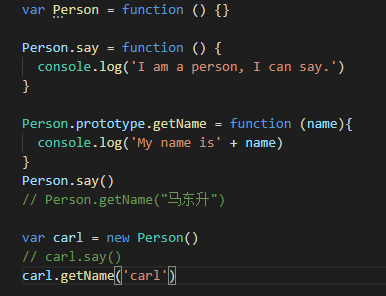 var Person = function () {}
Person.say = function () {
  console.log('I am a person, I can say.')
}
Person.prototype.getName = function (name){
  console.log('My name is' + name)
}
Person.say()
// Person.getName("马东升")
var carl = new Person()
// carl.say()
carl.getName('carl')